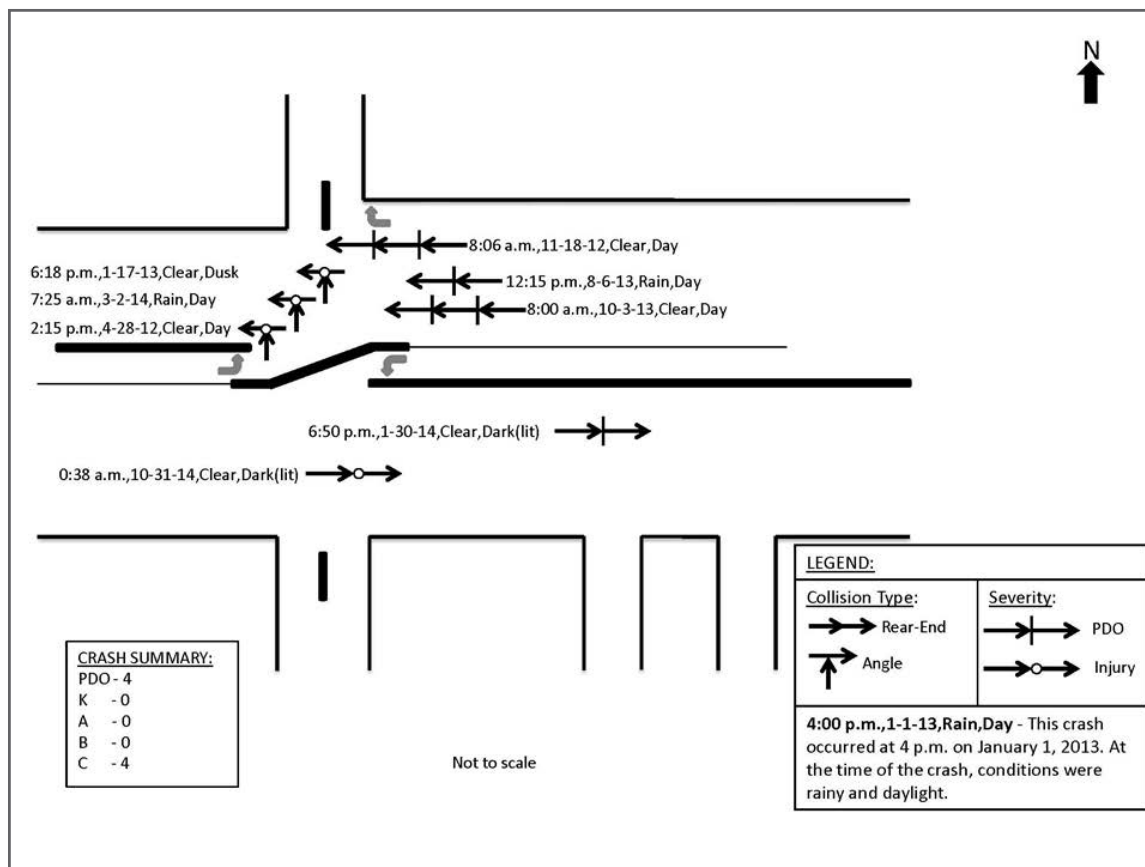 N
8:06 a.m.,11-18-12,Clear,Day
6:18 p.m.,1-17-13,Clear,Dusk
12:15 p.m.,8-6-13,Rain,Day
7:25 a.m.,3-2-14,Rain,Day
8:00 a.m.,10-3-13,Clear,Day
2:15 p.m.,4-28-12,Clear,Day
6:50 p.m.,1-30-14,Clear,Dark(lit)
0:38 a.m.,10-31-14,Clear,Dark(lit)
CRASH SUMMARY:
PDO - 4
K - 0
A - 0
B - 0
C - 4
Not to scale
LEGEND:
Collision Type:
Rear-End
Angle
Severity:
PDO
Injury
4:00 p.m.,1-1-13,Rain,Day - This crash
occurred at 4 p.m. on January 1, 2013. At
the time of the crash, conditions were
rainy and daylight.